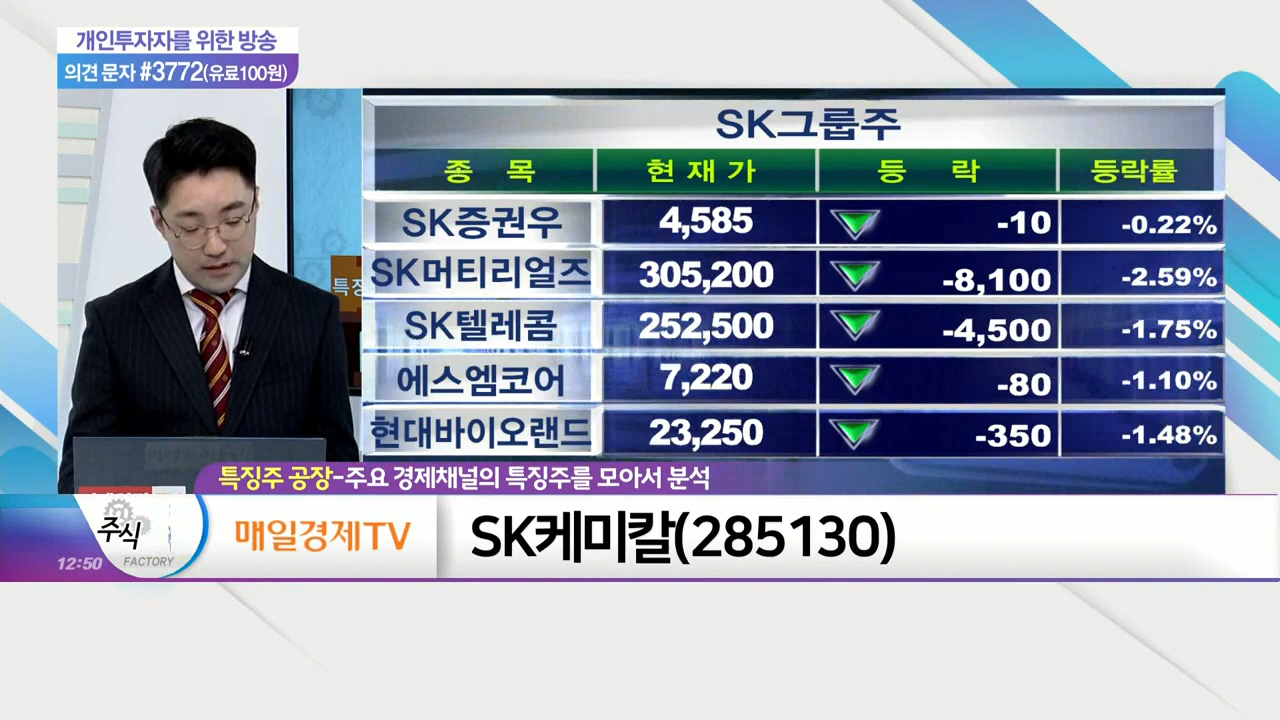 개인투자자를 위한 방송
의견 문자 #3772(유료100원)
SK그룹주
종 목 현 재 가 등 락 등락률
SK증권우 4,585 -10 -0.22%
SK머티리얼즈 305,200 -8,100 -2.59%
SK텔레콤 252,500 -4,500 -1.75%
에스엠코어 7,220 -80 -1.10%
현대바이오랜드 23,250 -350 -1.48%
특징
특징주 공장-주요 경제채널의 특징주를 모아서 분석
주식
FACTORY
12:50
매일경제TV
SK케미칼(285130)